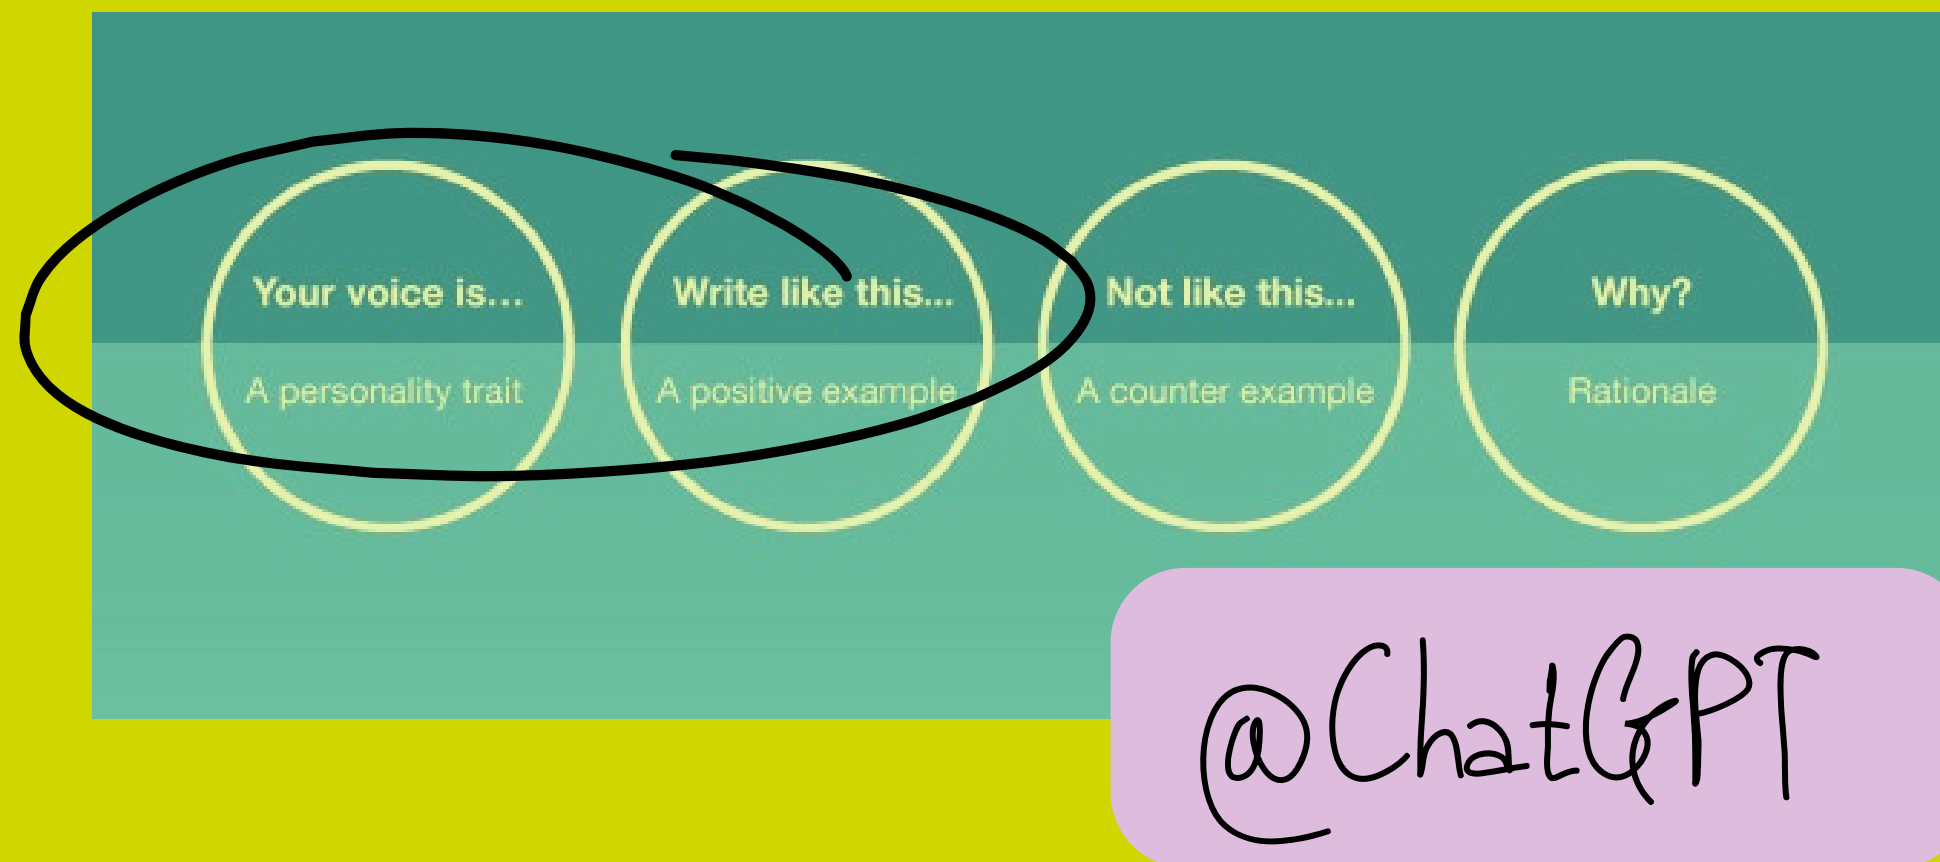 Your voice is...
A personality trait
Write like this...
A positive example
Not like this...
A counter example
Why?
Rationale
@ChatGPT